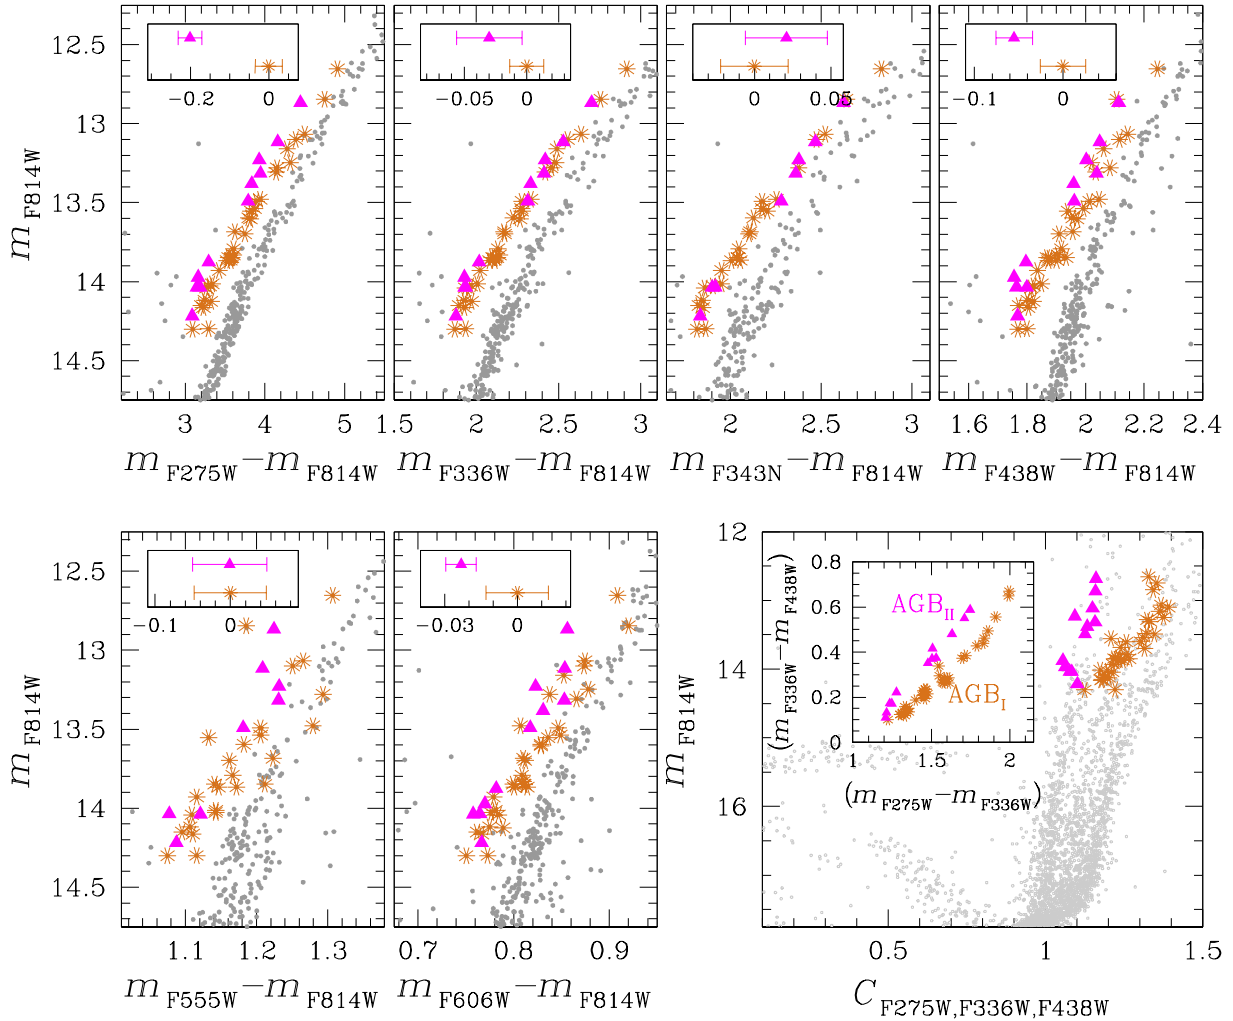 12.5
13
13.5
14
14.5
m F814W
−0.2 0
−0.05 0
0 0.05
−0.1 0
3 4 5
1.5 2 2.5 3
2 2.5 3
1.6 1.8 2 2.2 2.4
m F275W − m F814W
m F336W − m F814W
m F343N − m F814W
m F438W − m F814W
12.5
13
13.5
14
14.5
m F814W
−0.1 0
−0.03 0
1.1 1.2 1.3
0.7 0.8 0.9
m F555W − m F814W
m F606W − m F814W
12
14
16
m F814W
0.8
0.6
0.4
0.2
0
(m F336W − m F438W)
AGB II
AGB I
1 1.5 2
(m F275W − m F336W)
0.5 1 1.5
C F275W,F336W,F438W